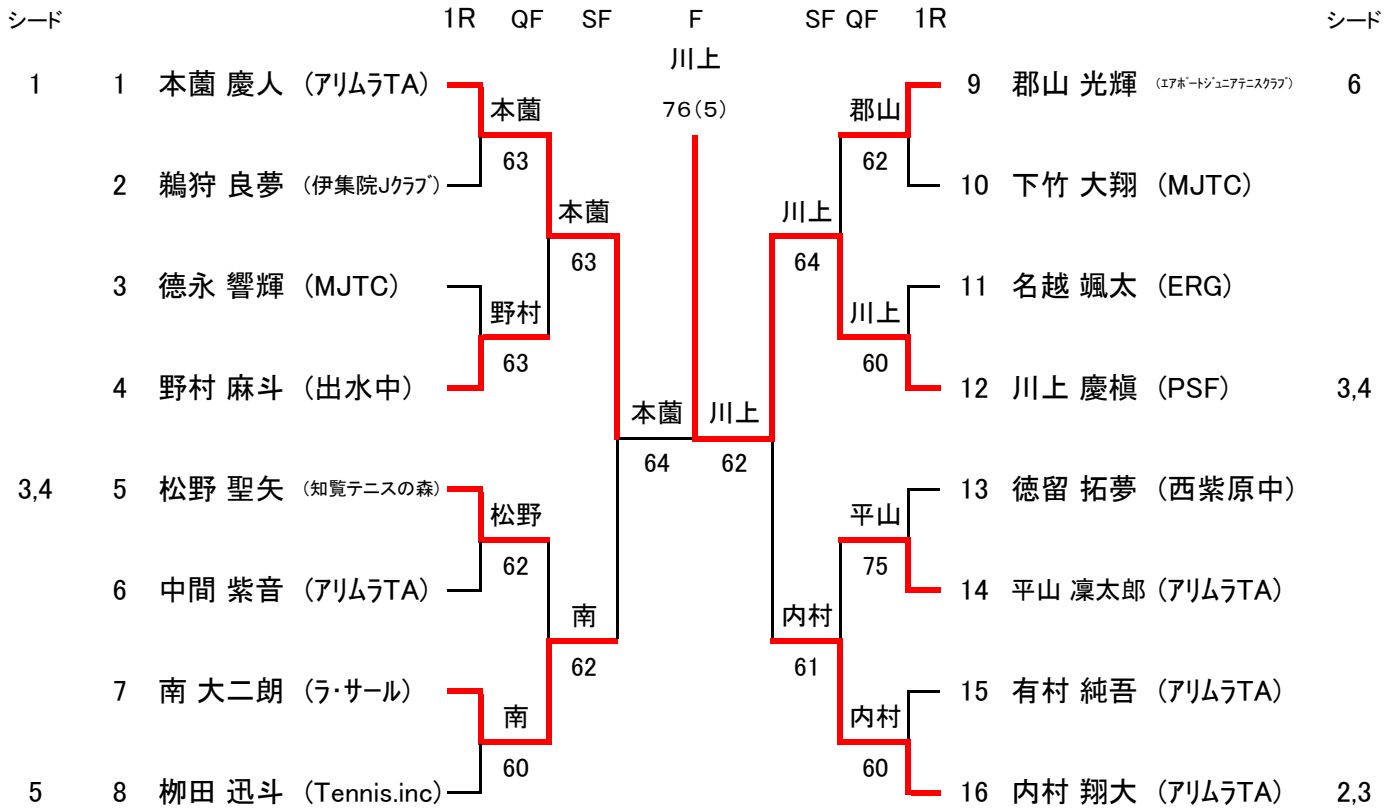 シード 1R QF SF F SF QF 1R シード
川上
1 1 本薗 慶人 (アリムラTA) 9 郡山 光輝 (エアポートジュニアテニスクラブ) 6
本薗 76(5) 郡山
63 62
2 鵜狩 良夢 (伊集院Jクラブ) 10 下竹 大翔 (MJTC)
本薗 川上
63 64
3 德永 響輝 (MJTC) 11 名越 颯太 (ERG)
野村 川上
63 60
4 野村 麻斗 (出水中) 12 川上 慶槇 (PSF) 3,4
本薗 川上
64 62
3,4 5 松野 聖矢 (知覧テニスの森) 13 徳留 拓夢 (西紫原中)
松野 平山
62 75
6 中間 紫音 (アリムラTA) 14 平山 凜太郎 (アリムラTA)
南 内村
62 61
7 南 大二朗 (ラ・サール) 15 有村 純吾 (アリムラTA)
南 内村
60 60
5 8 栁田 迅斗 (Tennis.inc) 16 内村 翔大 (アリムラTA) 2,3